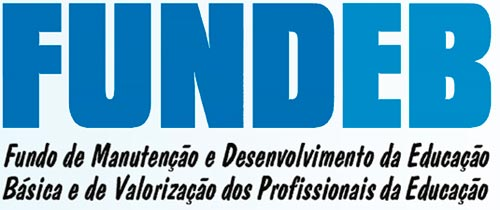 FUNDEB
Fundo de Manutenção e Desenvolvimento da Educação
Básica e de Valorização dos Profissionais da Educação